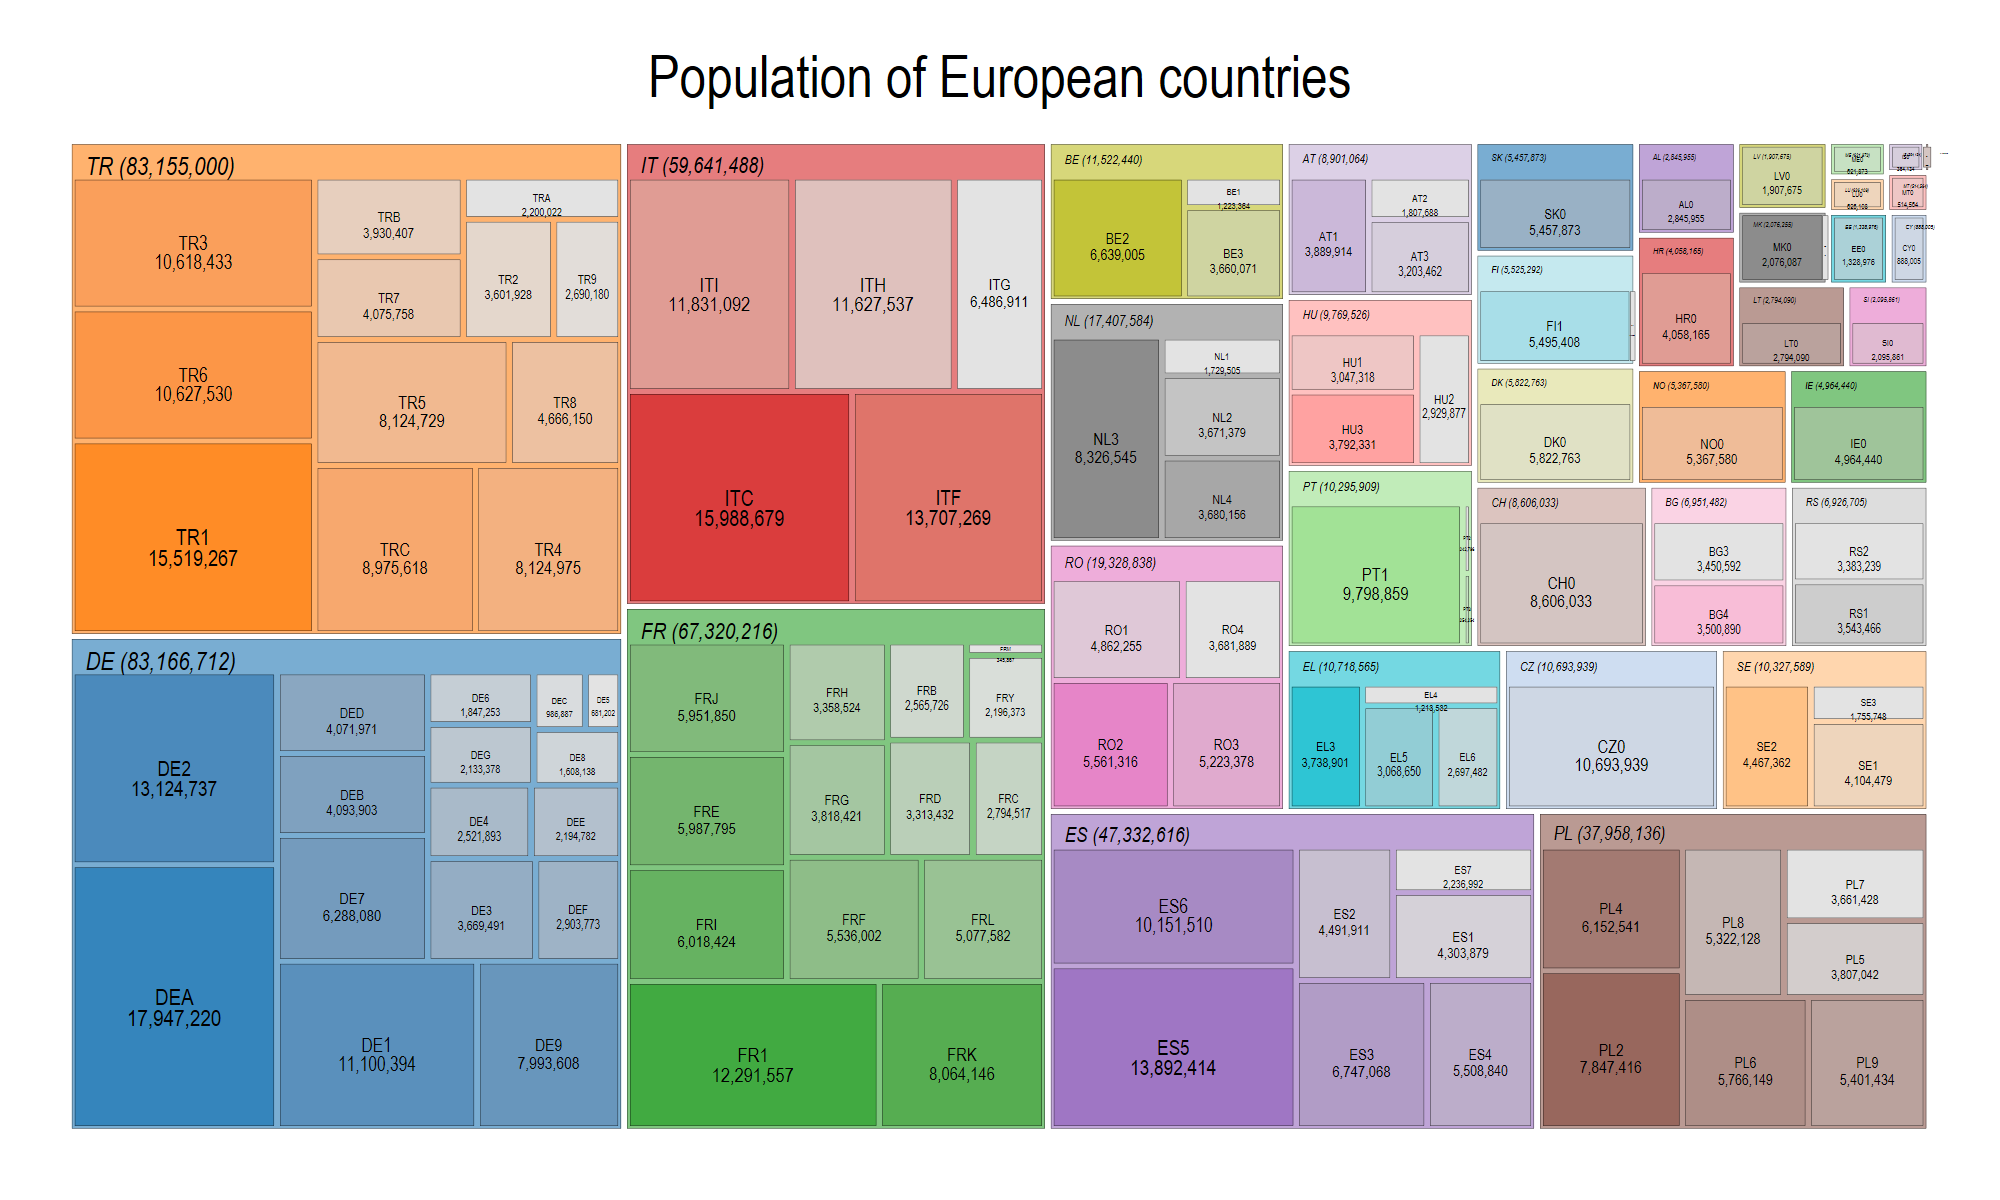 Population of European countries
TR (83,155,000)
TR3
10,618,433
TR6
10,627,530
TR1
15,519,267
TRB
3,930,407
TR7
4,075,758
TRA
2,200,022
TR2
3,601,928
TR9
2,690,180
TR5
8,124,729
TR8
4,666,150
TRC
8,975,618
TR4
8,124,975
DE (83,166,712)
DE2
13,124,737
DEA
17,947,220
DED
4,071,971
DEB
4,093,903
DE7
6,288,080
DE1
11,100,394
DE9
7,993,608
DE6
1,847,253
DEC
986,887
DE5
681,202
DEG
2,133,378
DE8
1,608,138
DE4
2,521,893
DEE
2,194,782
DE3
3,669,491
DEF
2,903,773
IT (59,641,488)
ITI
11,831,092
ITH
11,627,537
ITG
6,486,911
ITC
15,988,679
ITF
13,707,269
FR (67,320,216)
FRJ
5,951,850
FRE
5,987,795
FRI
6,018,424
FR1
12,291,557
FRK
8,064,146
FRH
3,358,524
FRB
2,565,726
FRM
FRY
2,196,373
FRG
3,818,421
FRD
3,313,432
FRC
2,794,517
FRF
5,536,002
FRL
5,077,582
BE (11,522,440)
BE2
6,639,005
BE1
1,223,364
BE3
3,660,071
NL (17,407,584)
NL3
8,326,545
NL1
1,729,505
NL2
3,671,379
NL4
3,680,156
RO (19,328,838)
RO1
4,862,255
RO4
3,681,889
RO2
5,561,316
RO3
5,223,378
AT (8,901,064)
AT1
3,889,914
AT2
1,807,688
AT3
3,203,462
HU (9,769,526)
HU1
3,047,318
HU3
3,792,331
HU2
2,929,877
PT (10,295,909)
PT1
9,798,859
EL (10,718,565)
EL3
3,738,901
EL4
EL5
3,068,650
EL6
2,697,482
CZ (10,693,939)
CZ0
10,693,939
SE (10,327,589)
SE2
4,467,362
SE3
1,755,748
SE1
4,104,479
ES (47,332,616)
ES6
10,151,510
ES5
13,892,414
ES2
4,491,911
ES7
2,236,992
ES1
4,303,879
ES3
6,747,068
ES4
5,508,840
PL (37,958,136)
PL4
6,152,541
PL2
7,847,416
PL8
5,322,128
PL7
3,661,428
PL5
3,807,042
PL6
5,766,149
PL9
5,401,434
SK (5,457,873)
SK0
5,457,873
FI (5,525,292)
FI1
5,495,408
DK (5,822,763)
DK0
5,822,763
CH (8,606,033)
CH0
8,606,033
BG (6,951,482)
BG3
3,450,592
BG4
3,500,890
RS (6,926,705)
RS2
3,383,239
RS1
3,543,466
AL (2,845,955)
AL0
2,845,955
HR (4,058,165)
HR0
4,058,165
NO (5,367,580)
NO0
5,367,580
IE (4,964,440)
IE0
4,964,440
LV (1,907,675)
LV0
1,907,675
MK (2,076,255)
MK0
2,076,087
LT (2,794,090)
LT0
2,794,090
SI (2,095,861)
SI0
2,095,861
EE (1,328,976)
EE0
1,328,976
CY (888,005)
CY0
888,005
621,873
MT0
514,564